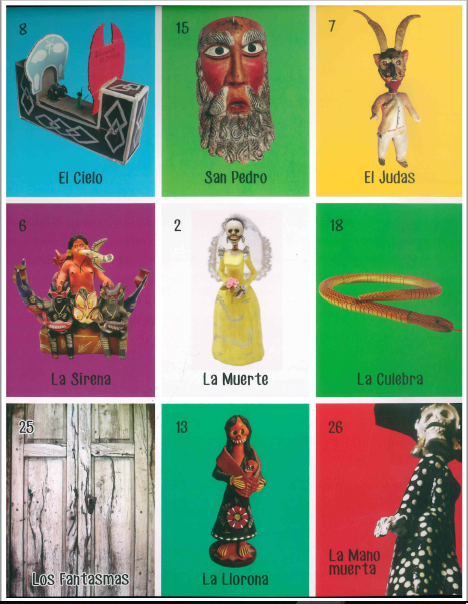 8
El Cielo
15
San Pedro
7
El Judas
6
La Sirena
2
La Muerte
18
La Culebra
25
Los Fantasmas
13
La Llorona
26
La Mano
muerta